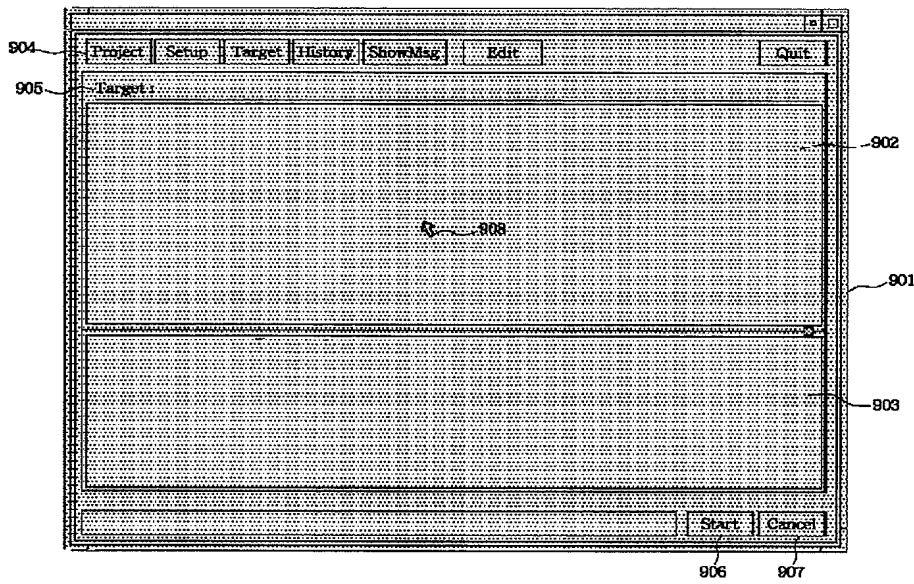 904 Project Setup Target History ShowMsg Edit Quit
905 Target:
902
908
901
903
Start Cancel
906 907